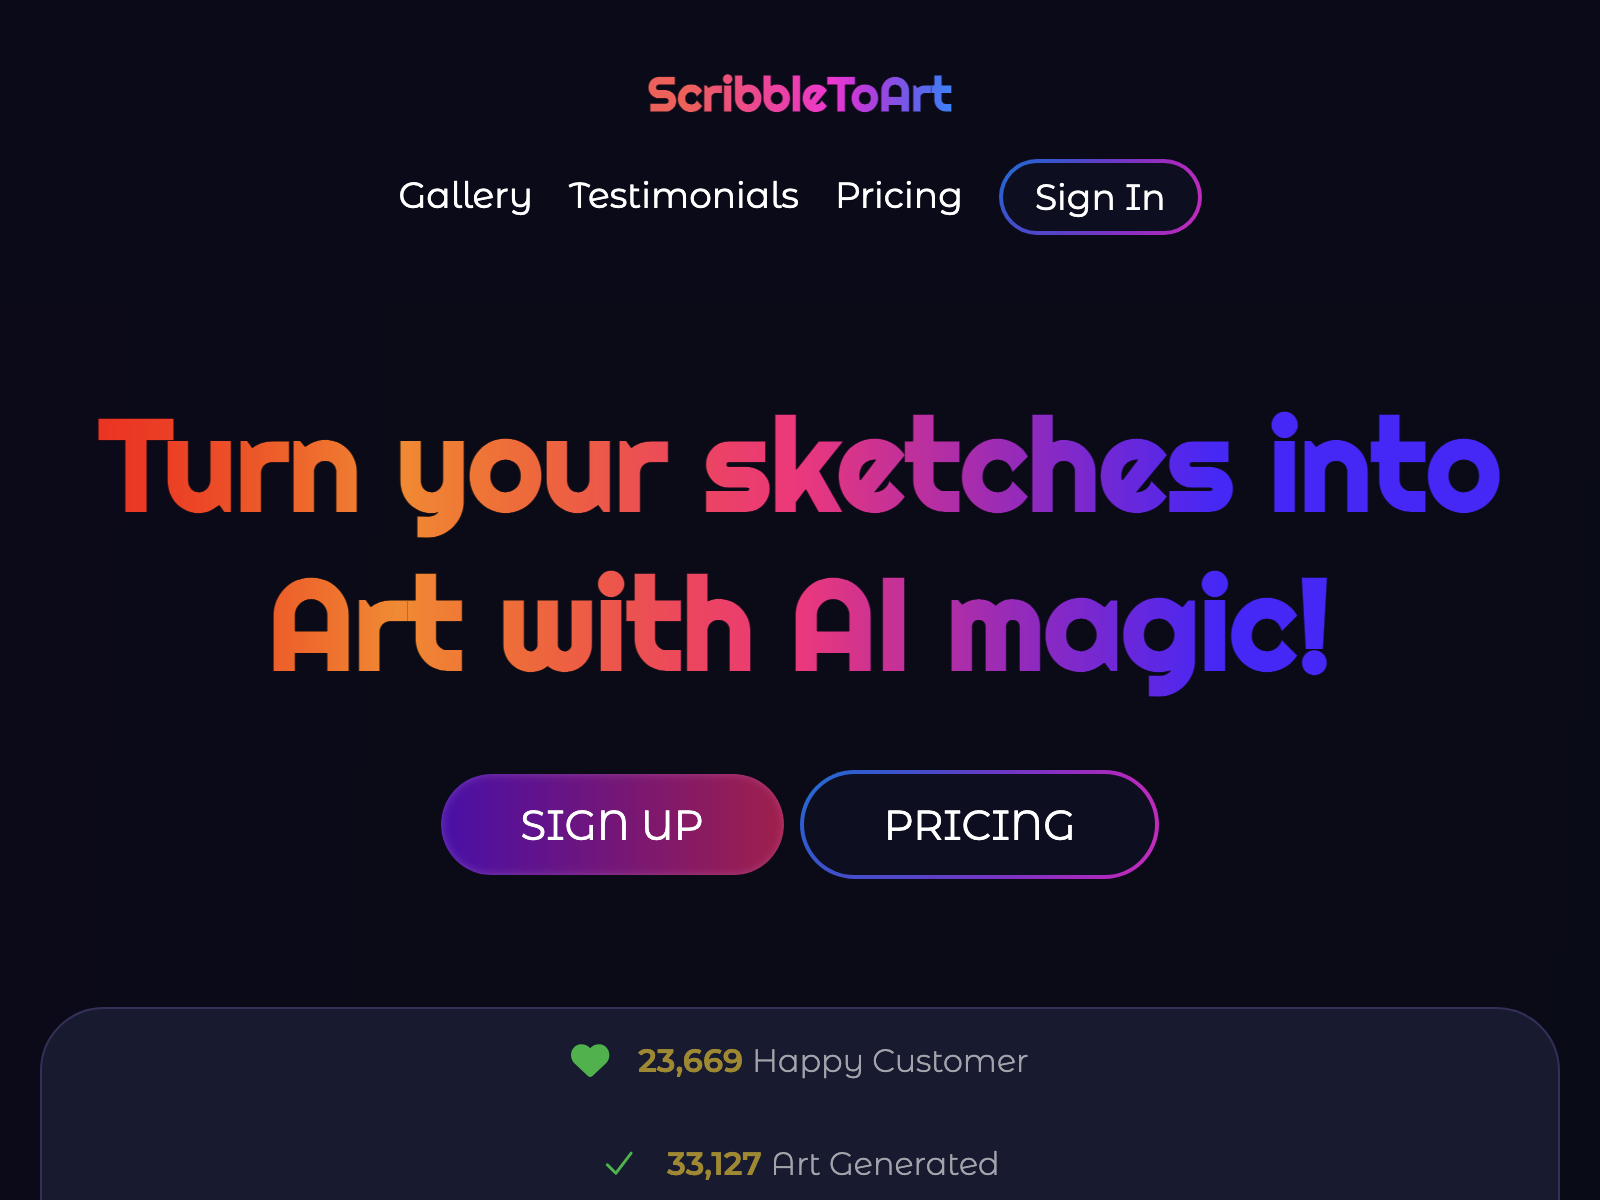 ScribbleToArt
Gallery Testimonials Pricing Sign In
Turn your sketches into
Art with AI magic!
SIGN UP PRICING
23,669 Happy Customer
33,127 Art Generated